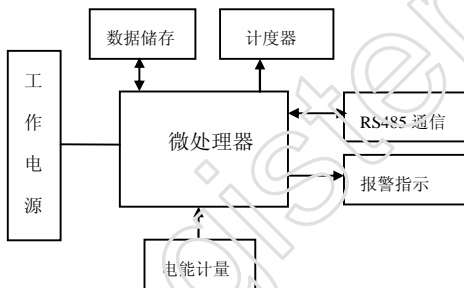 数据储存
计度器
工
作
电
源
微处理器
RS485 通信
报警指示
电能计量